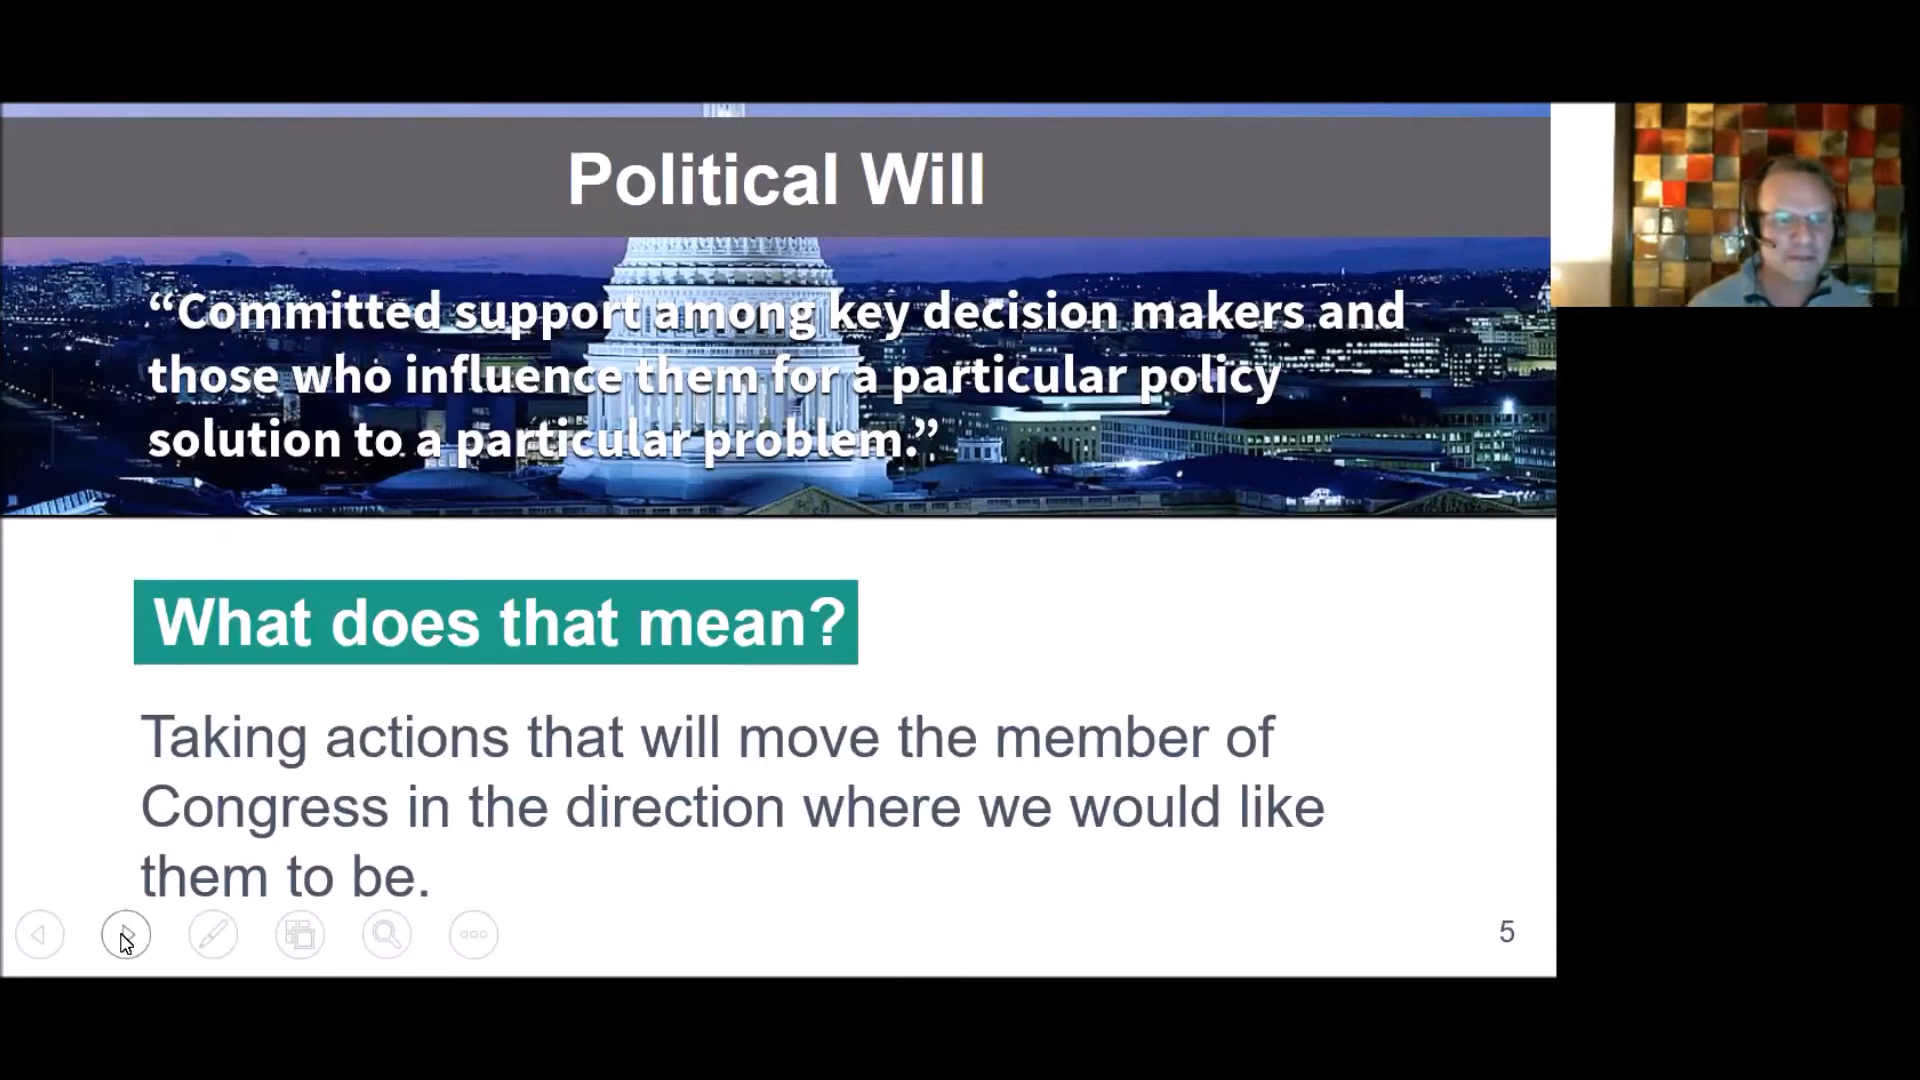 Political Will
“Committed support among key decision makers and
those who influence them for a particular policy
solution to a particular problem.”
What does that mean?
Taking actions that will move the member of
Congress in the direction where we would like
them to be.
5